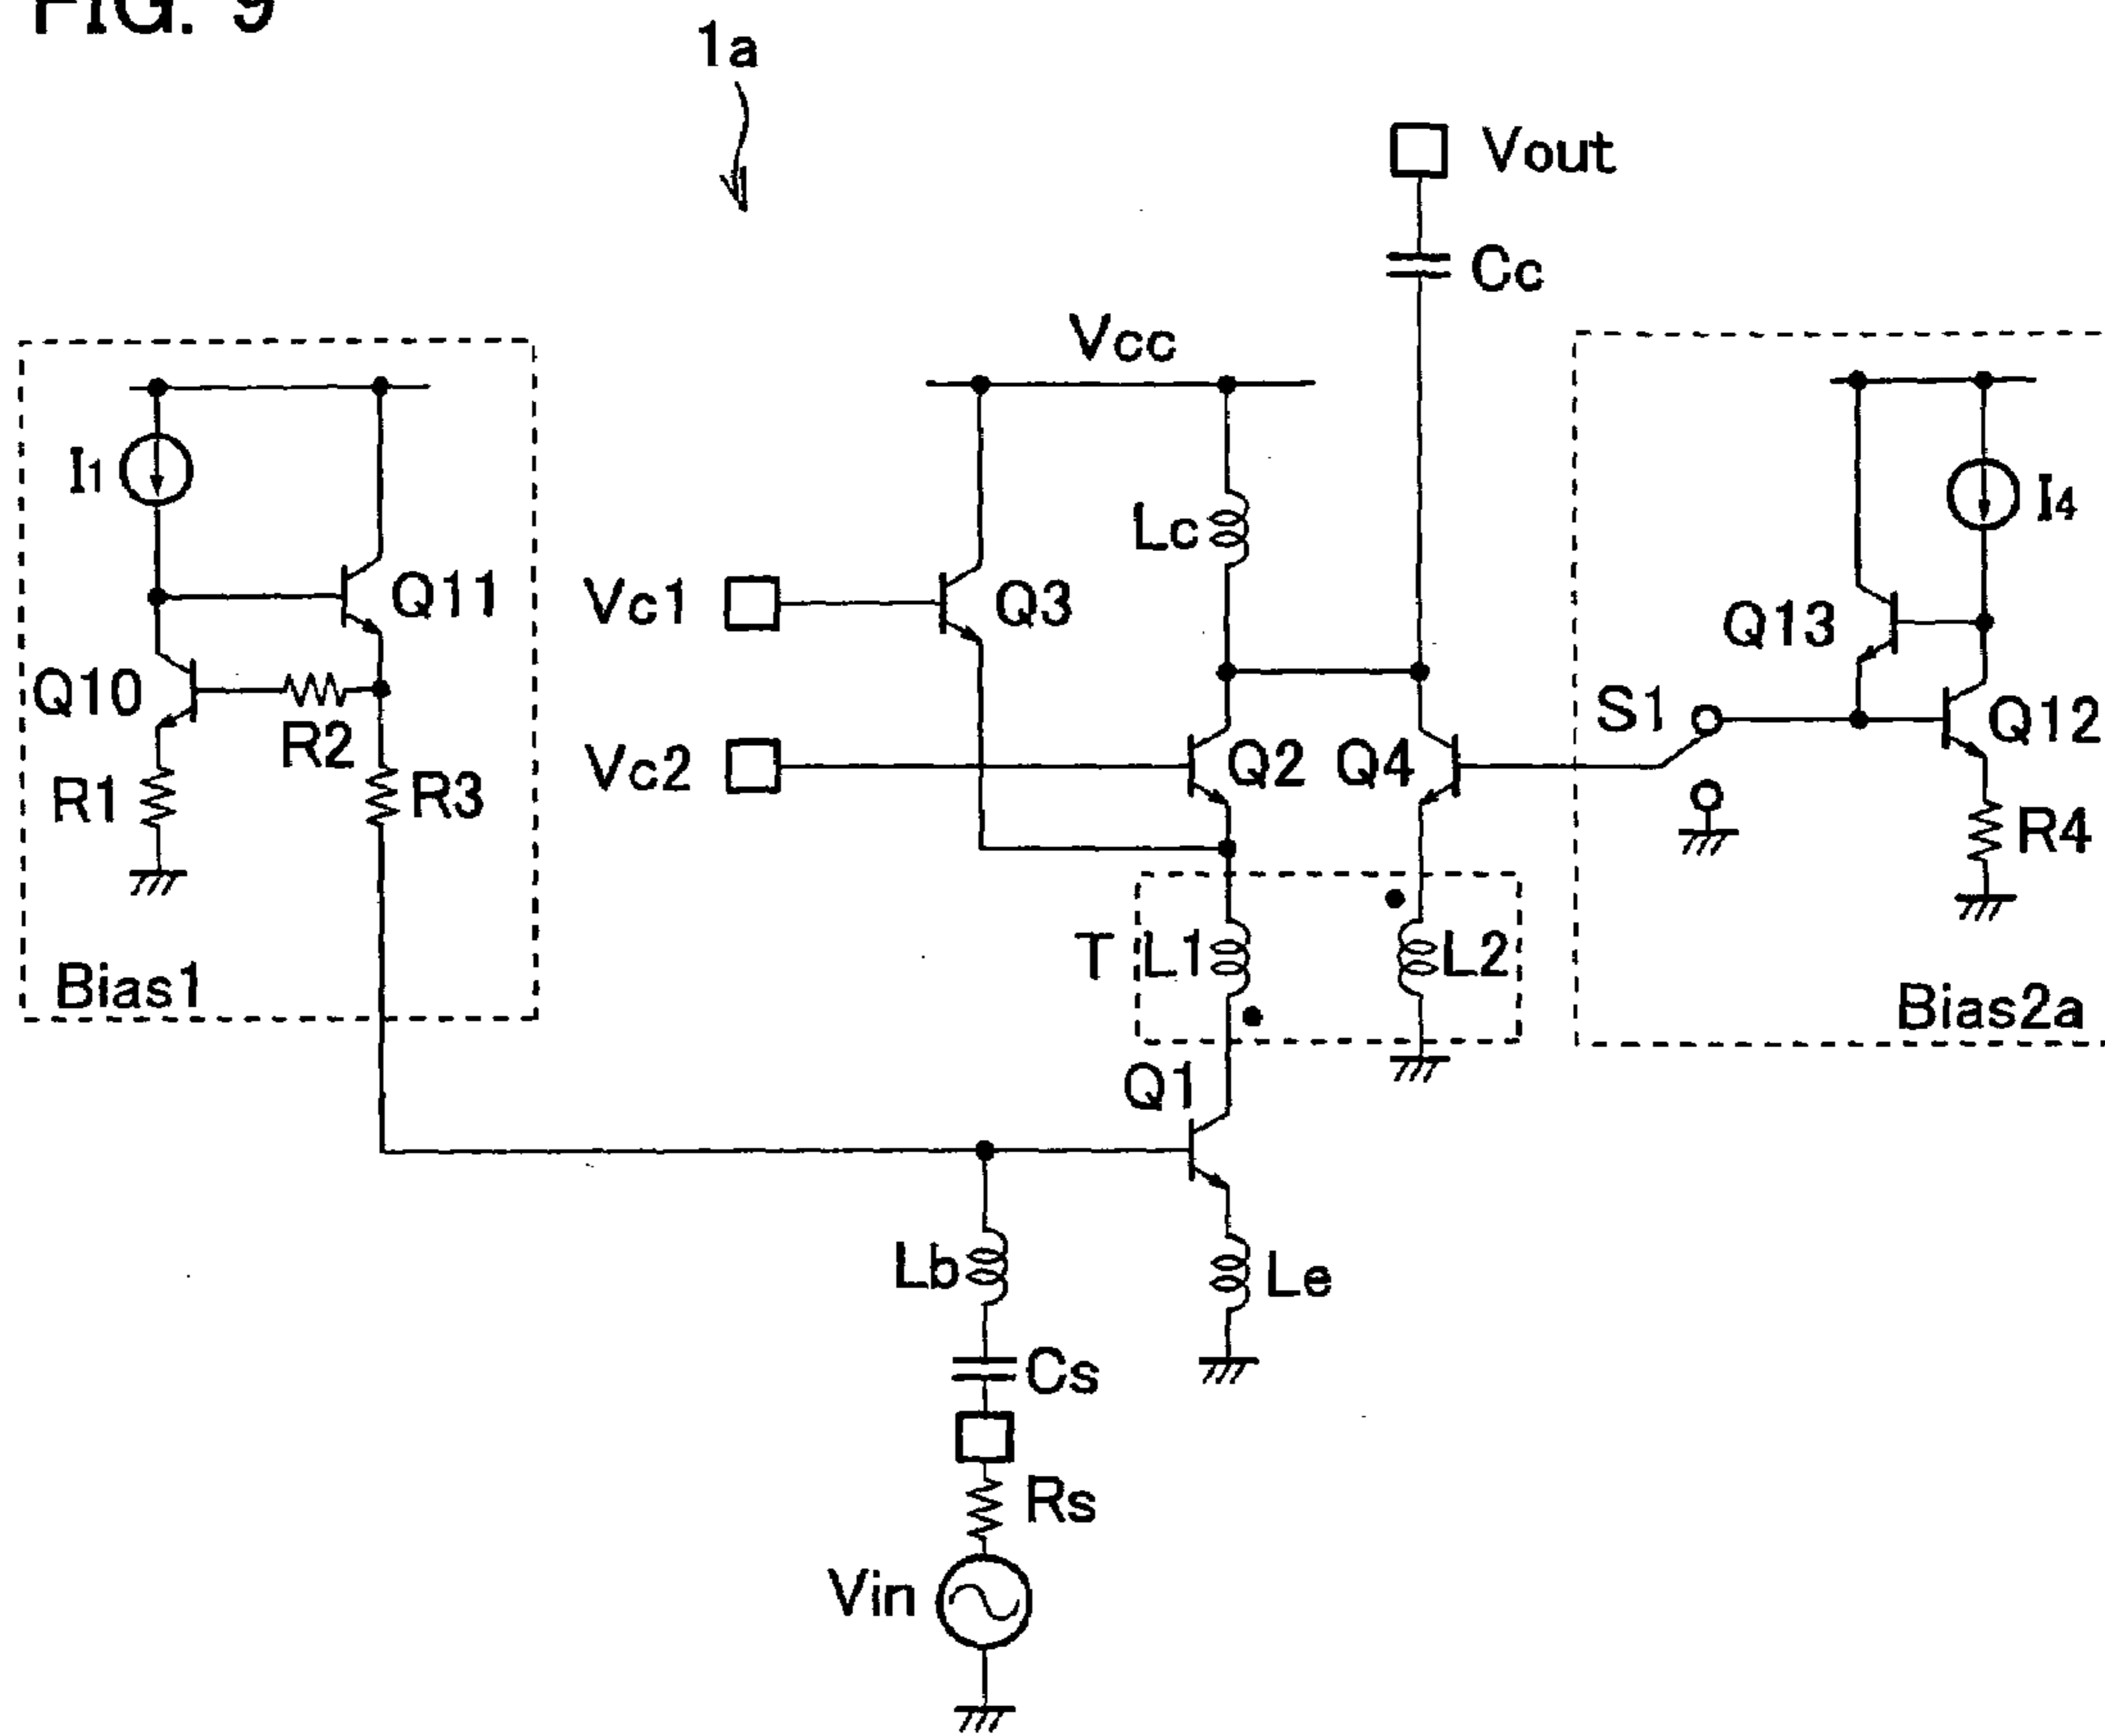 FIG. 9
1a
Vout
Cc
Vcc
I1
Lc
I4
Q11
Vc1
Q3
Q13
Q10
R2
S1
Q12
R1
R3
Vc2
Q2
Q4
R4
T
L1
L2
Bias1
Bias2a
Q1
Lb
Le
Cs
Rs
Vin